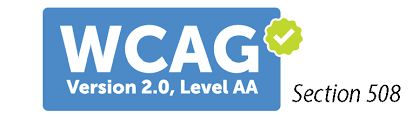 WCAG
Version 2.0, Level AA
Section 508